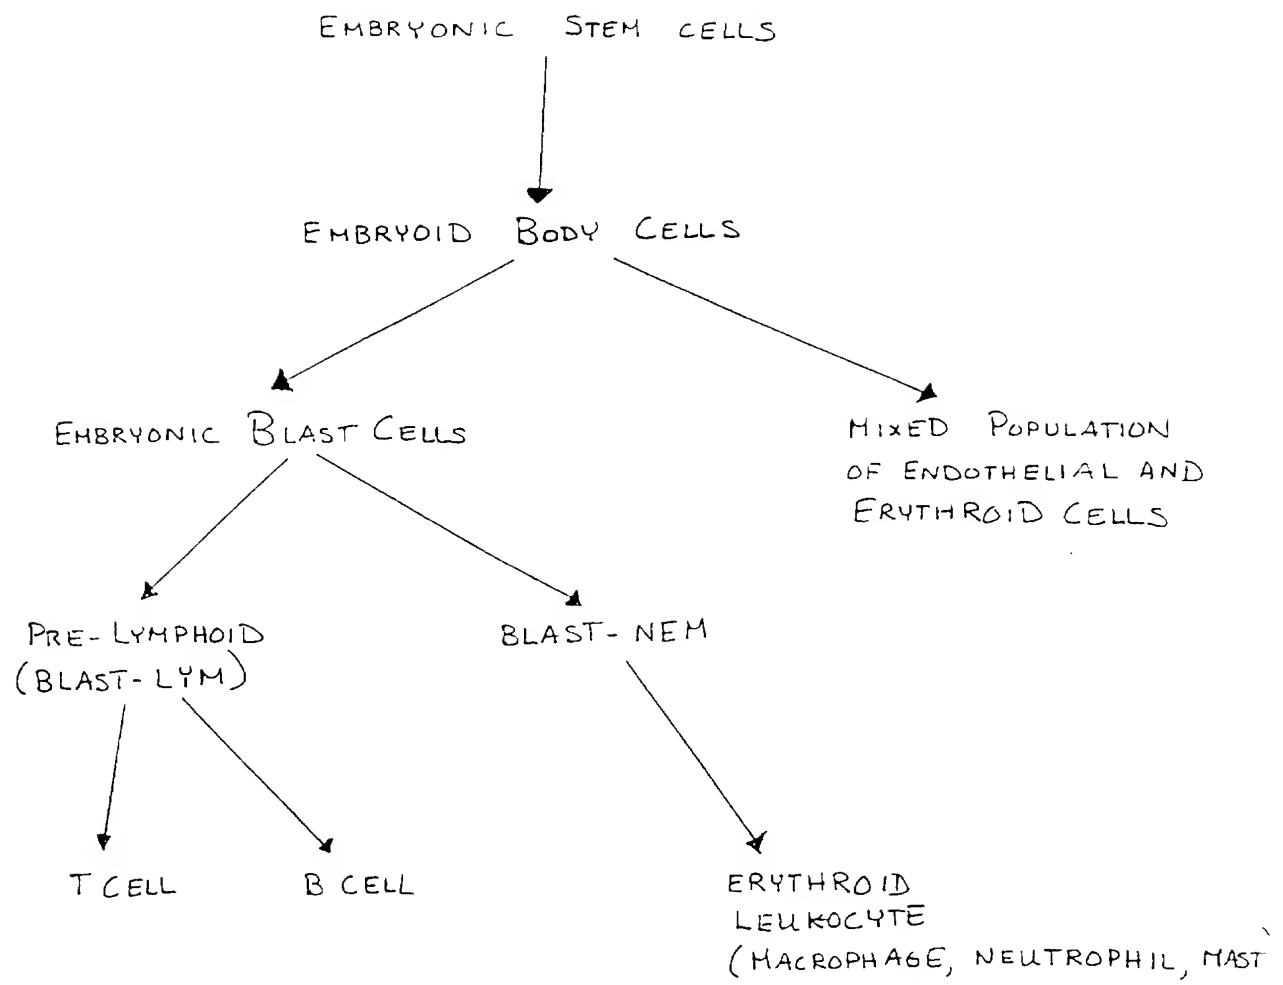 EMBRYONIC STEM CELLS
EMBRYOID BODY CELLS
EMBRYONIC BLAST CELLS
MIXED POPULATION
OF ENDOTHELIAL AND
ERYTHROID CELLS
PRE-LYMPHOID
(BLAST-LYM)
BLAST-NEM
T CELL
B CELL
ERYTHROID
LEUKOCYTE
(MACROPHAGE, NEUTROPHIL, MAST